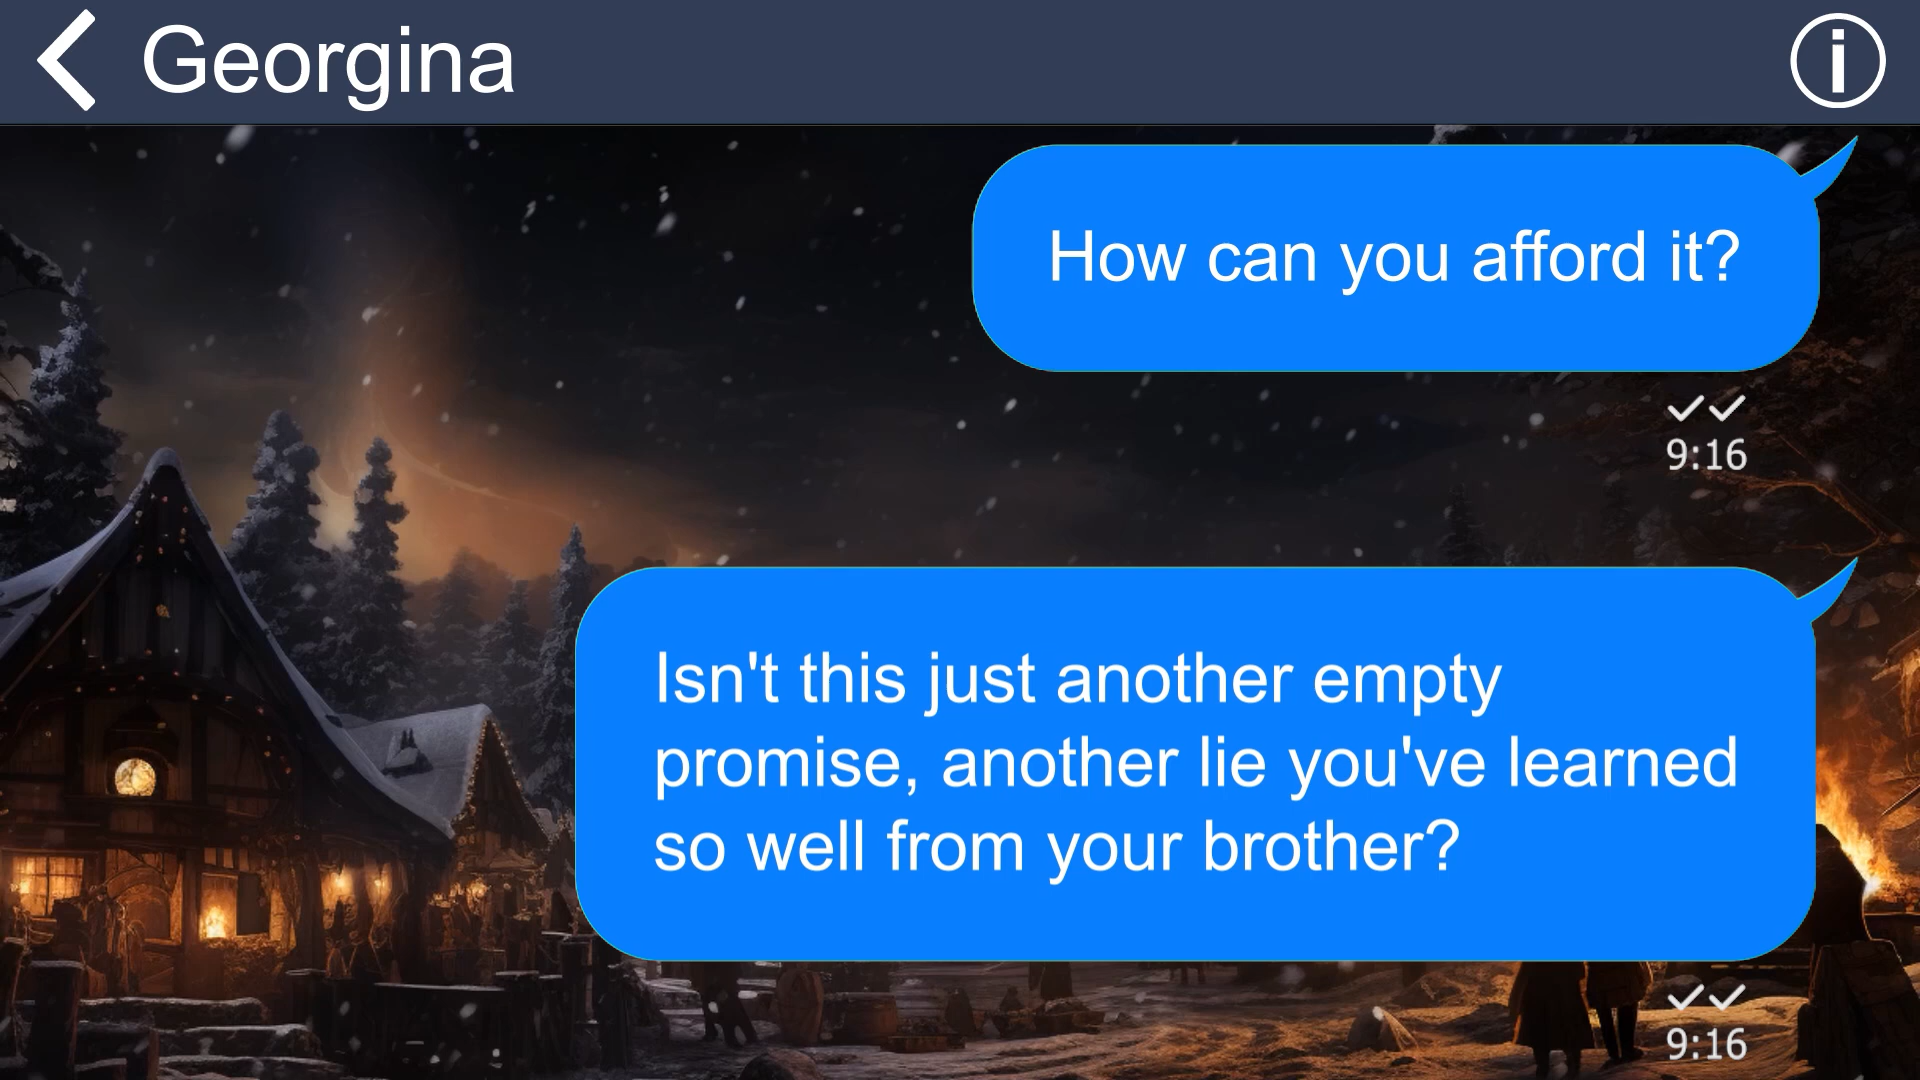 Georgina
How can you afford it?
9:16
Isn't this just another empty
promise, another lie you've learned
so well from your brother?
9:16